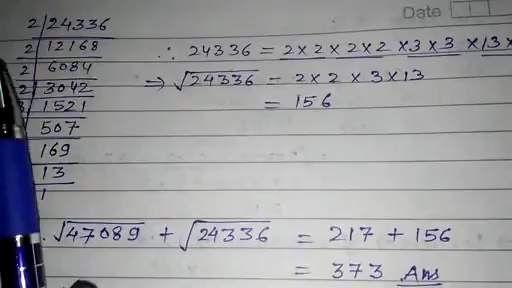 Date
2 24336
2 12168 ∴ 24336 = 2×2×2×2×3×3×13×
2 6084 ⇒ √24336 = 2×2×3×13
2 3042 = 156
1521
507
169
13
1
√47089 + √24336 = 217 + 156
= 373 Ans